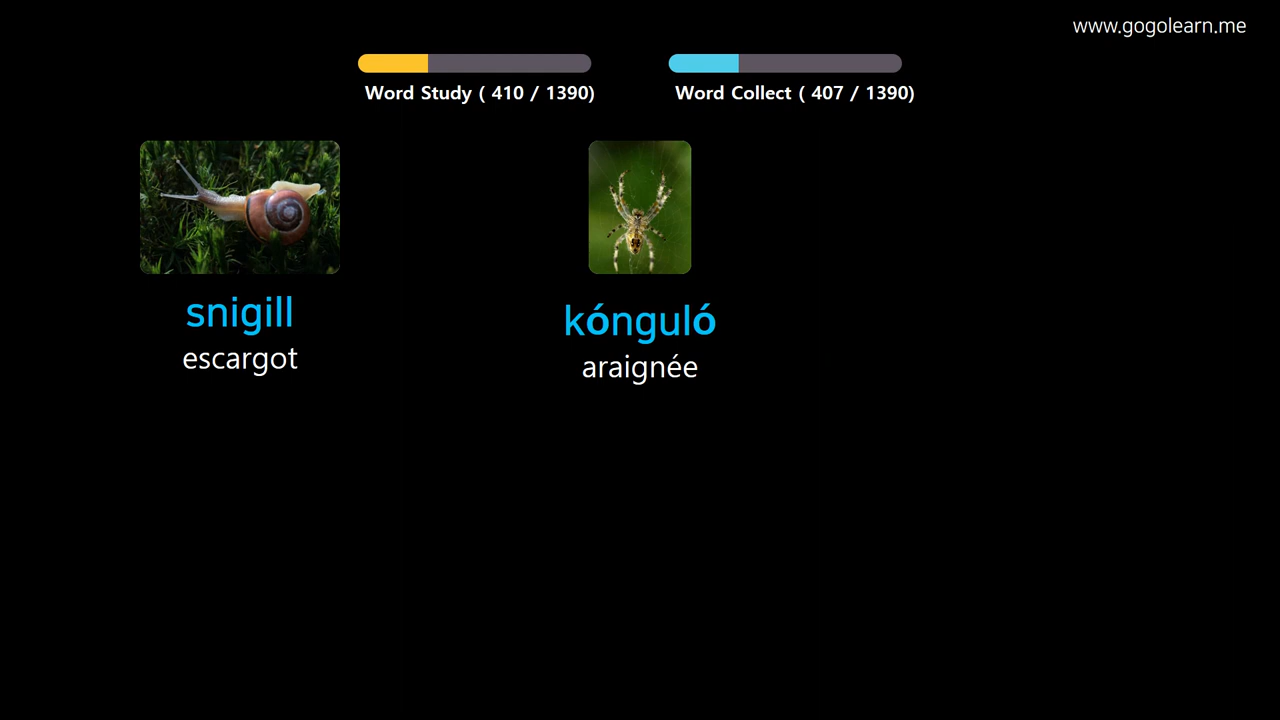 www.gogolearn.me
Word Study ( 410 / 1390)
Word Collect ( 407 / 1390)
snigill
escargot
kónguló
araignée